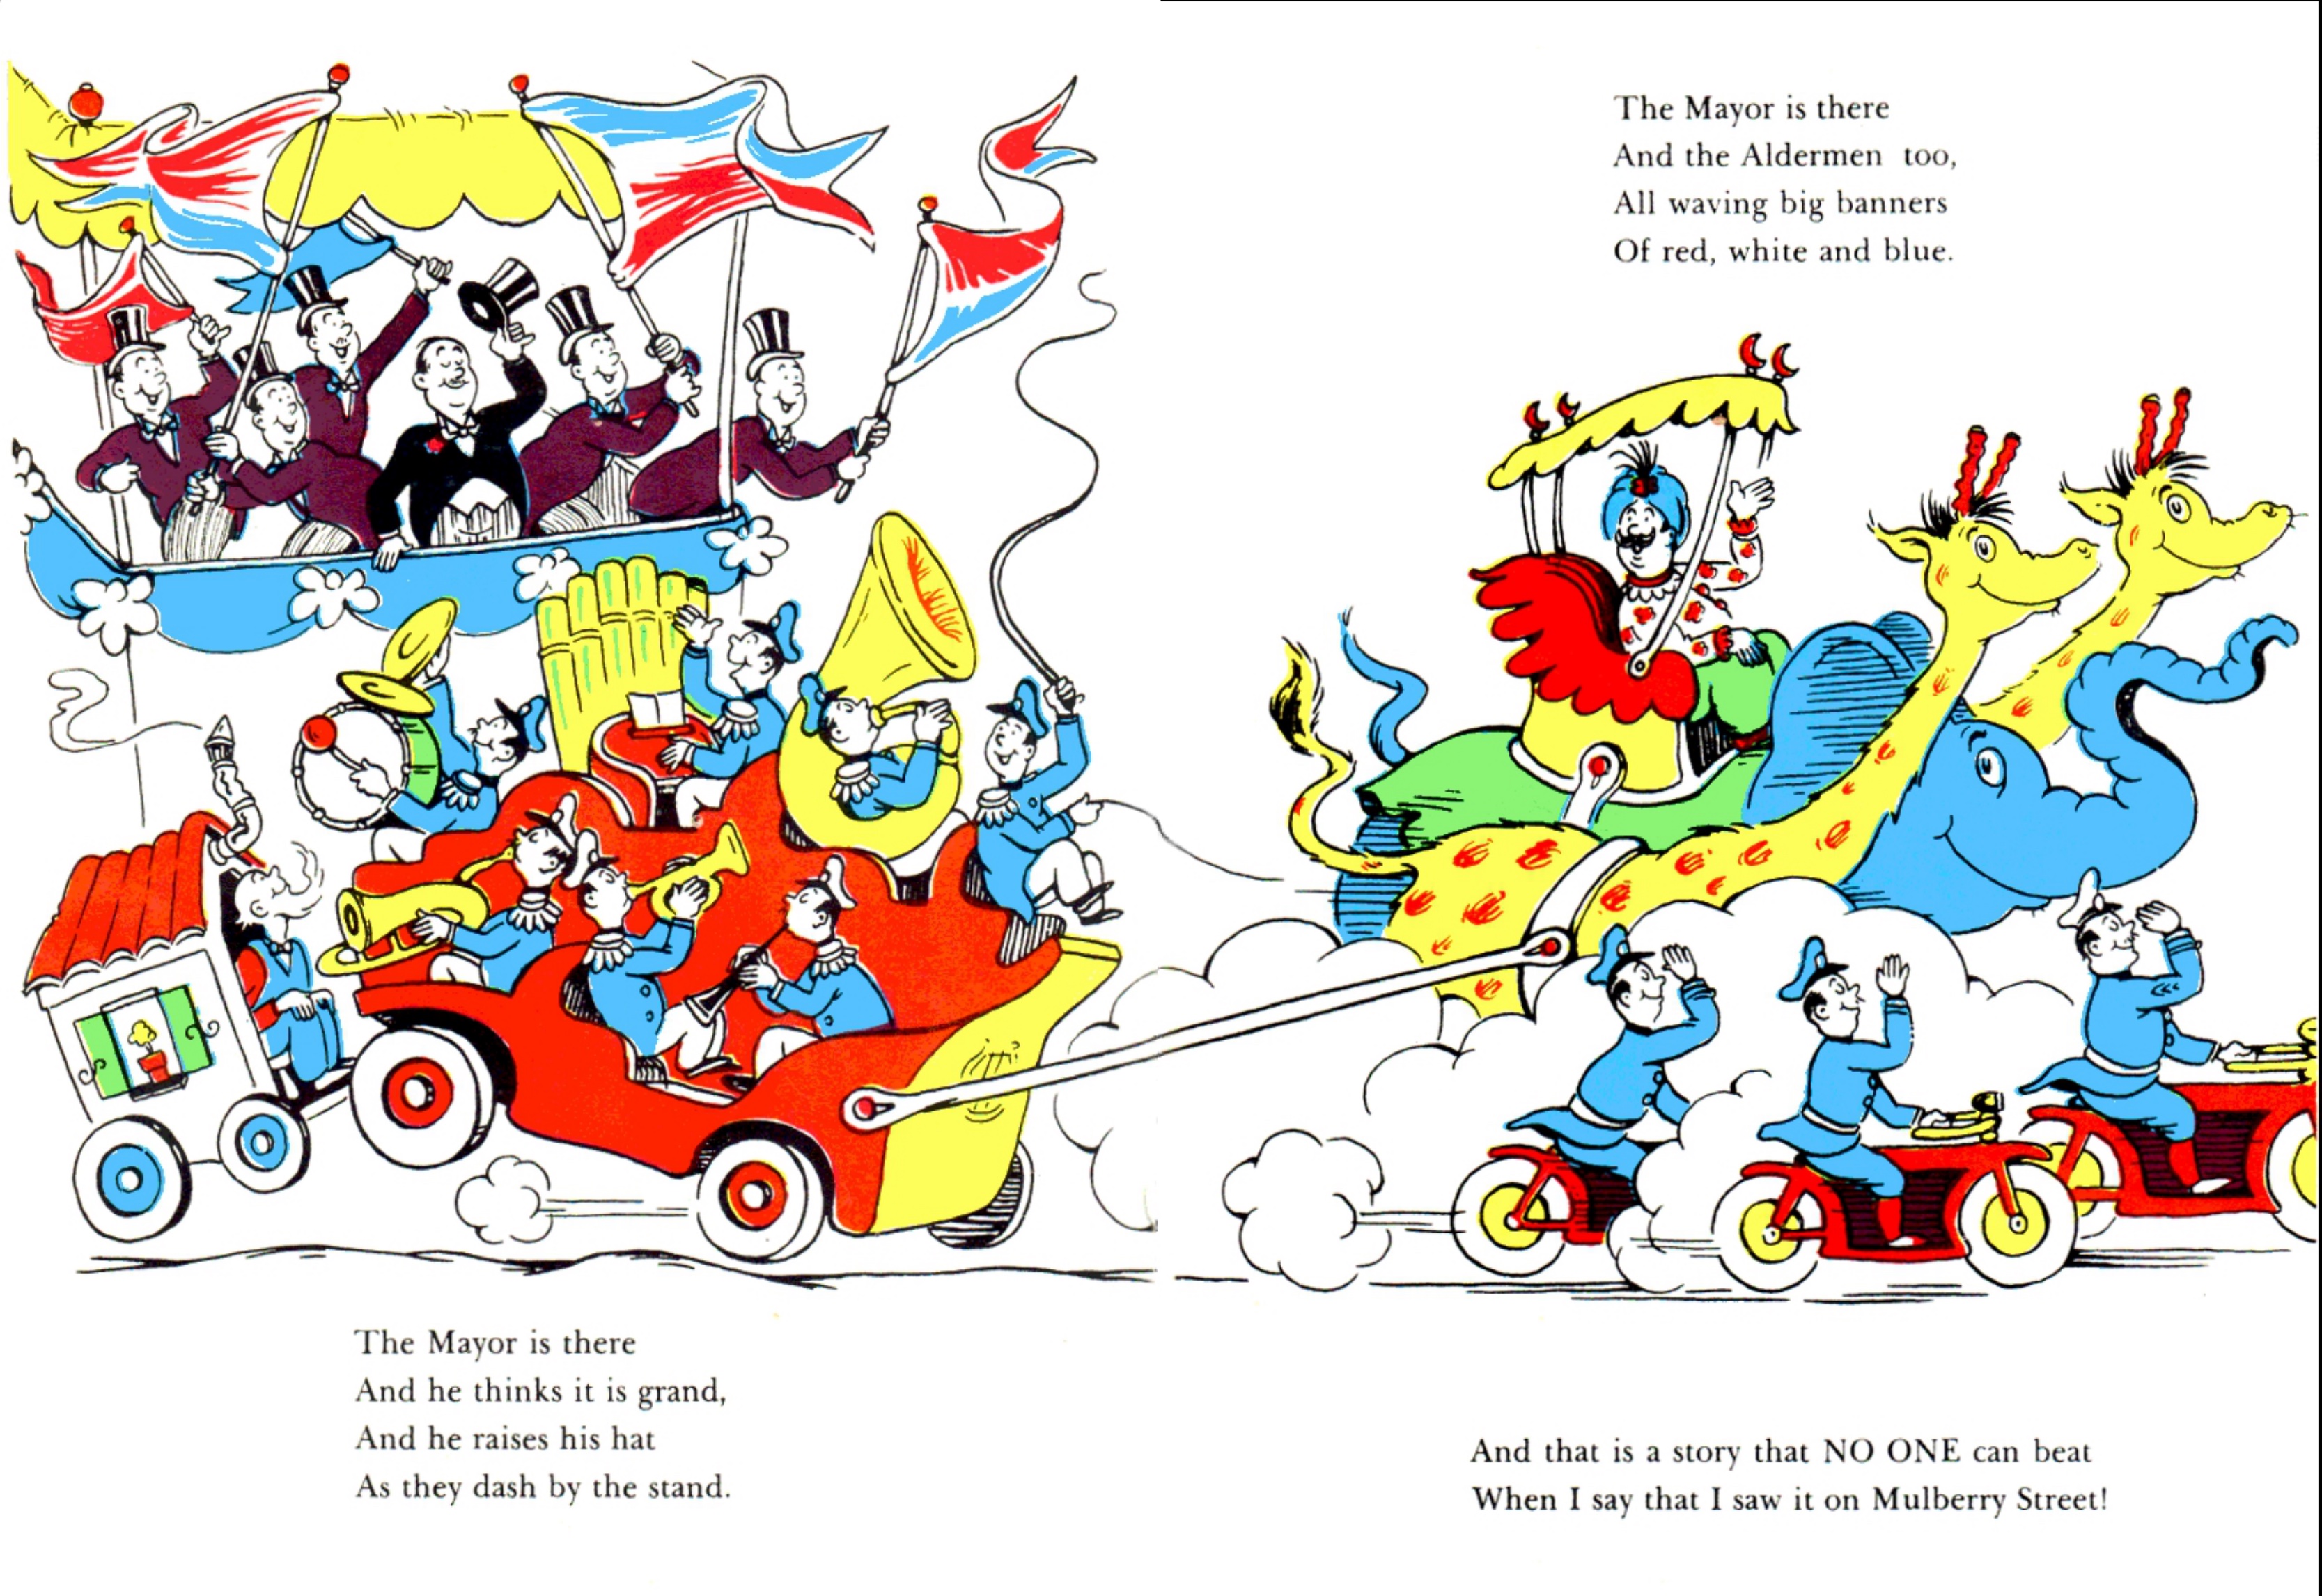 The Mayor is there
And he thinks it is grand,
And he raises his hat
As they dash by the stand.
The Mayor is there
And the Aldermen too,
All waving big banners
Of red, white and blue.
And that is a story that NO ONE can beat
When I say that I saw it on Mulberry Street!